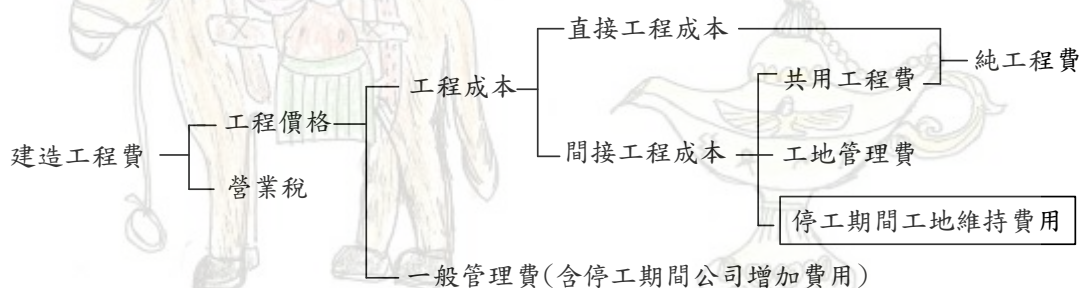 直接工程成本
純工程費
共用工程費
工程成本
工程價格
建造工程費
間接工程成本
工地管理費
營業稅
停工期間工地維持費用
一般管理費(含停工期間公司增加費用)